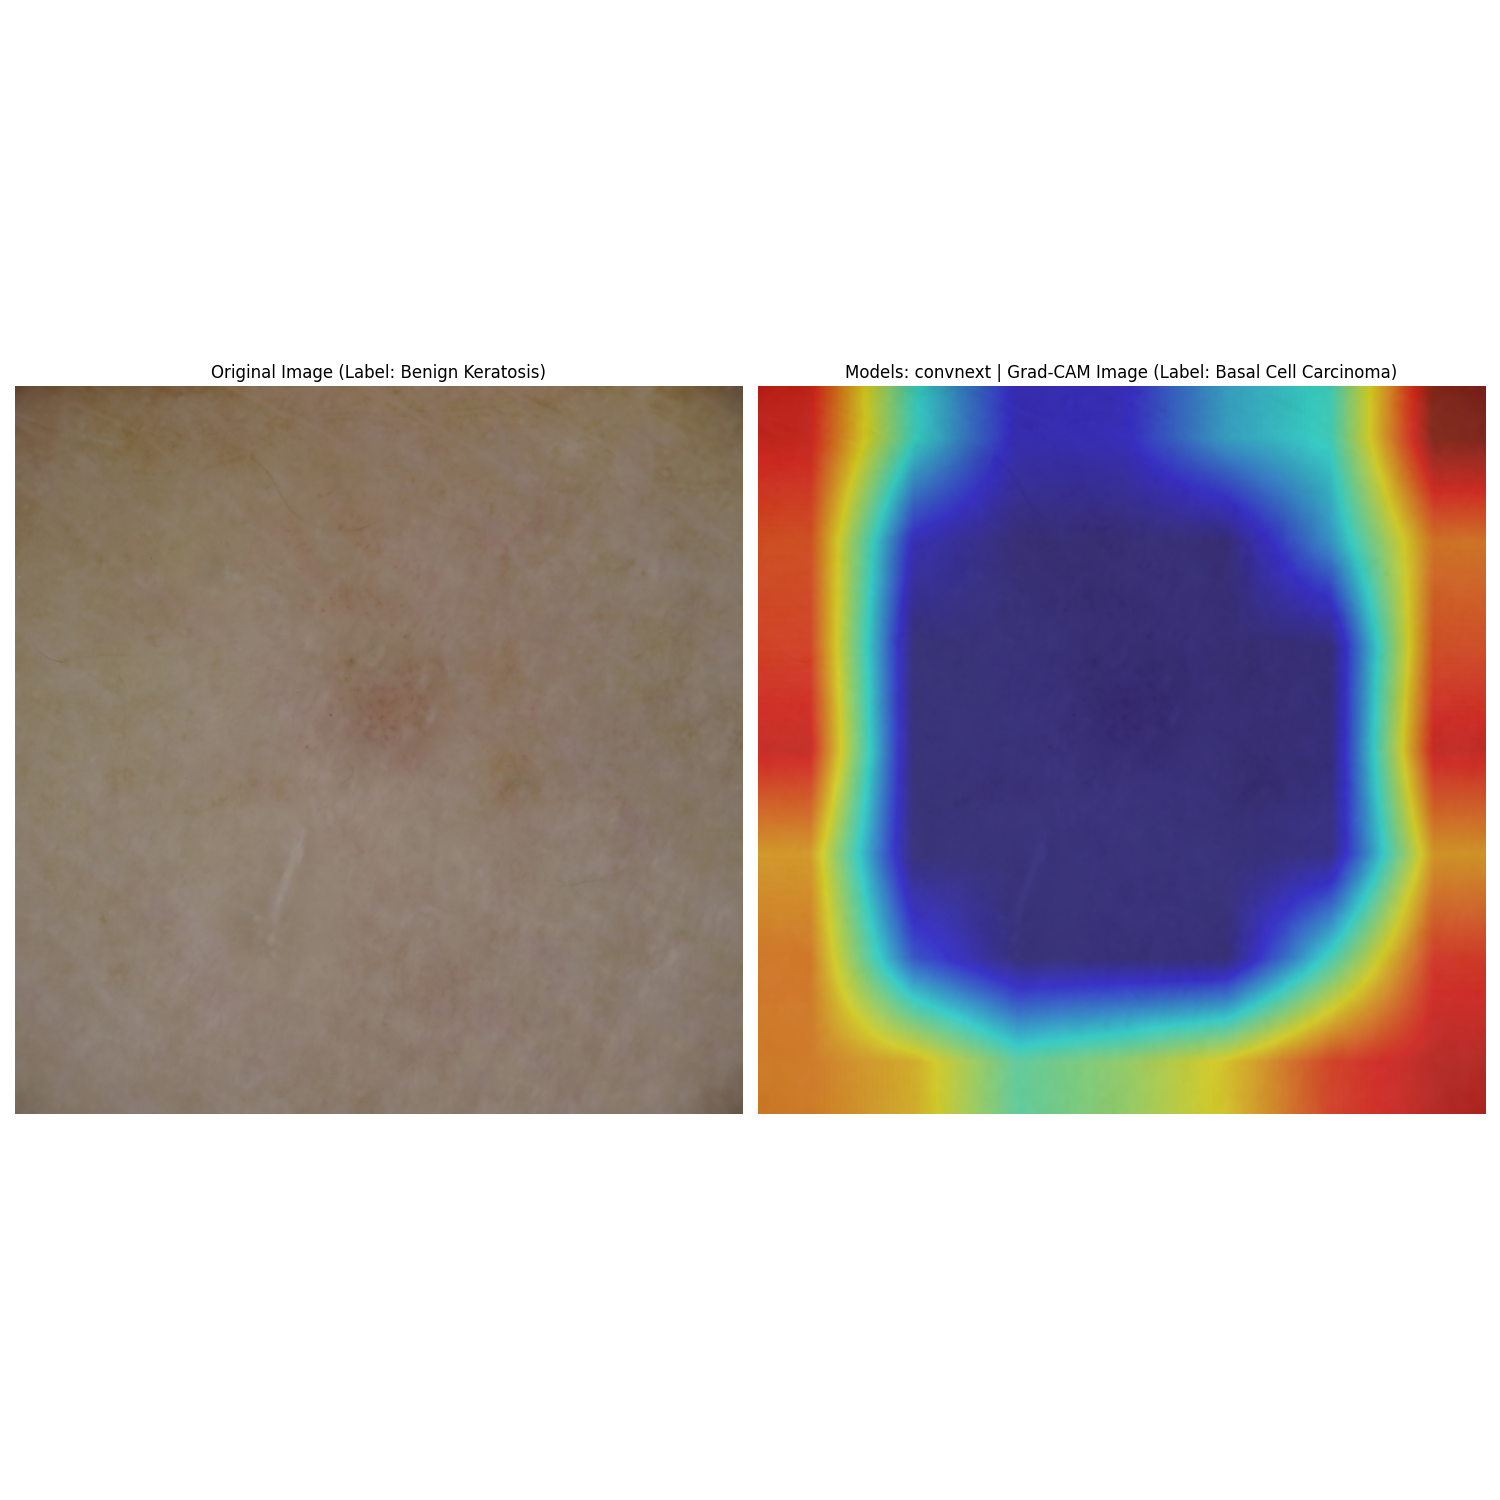 Original Image (Label: Benign Keratosis)
Models: convnext | Grad-CAM Image (Label: Basal Cell Carcinoma)